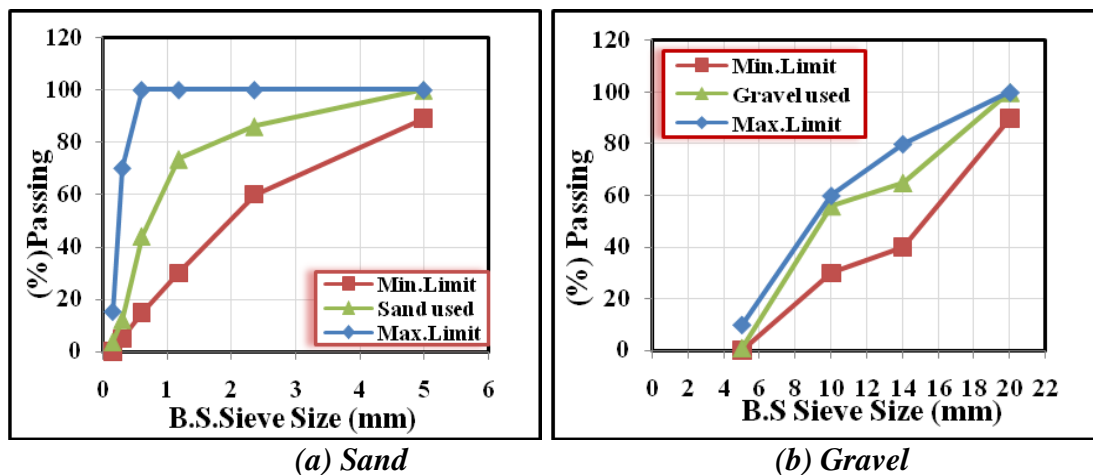 120
100
80
60
40
20
0
(%)Passing
Min.Limit
Sand used
Max.Limit
0 1 2 3 4 5 6
B.S.Sieve Size (mm)
(a) Sand
120
100
80
60
40
20
0
(%) Passing
Min.Limit
Gravel used
Max.Limit
0 2 4 6 8 10 12 14 16 18 20 22
B.S Sieve Size (mm)
(b) Gravel